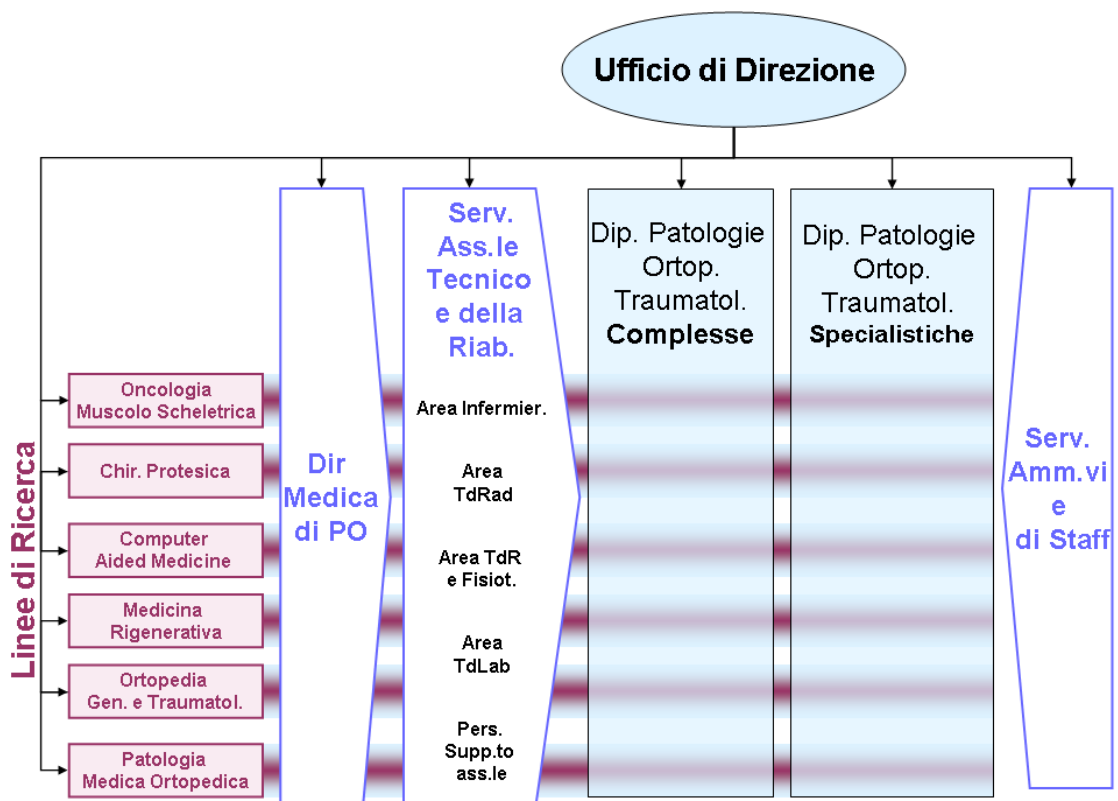 Ufficio di Direzione
Linee di Ricerca
Oncologia
Muscolo Scheletrica
Chir. Protesica
Computer
Aided Medicine
Medicina
Rigenerativa
Ortopedia
Gen. e Traumatol.
Patologia
Medica Ortopedica
Dir
Medica
di PO
Serv.
Ass.le
Tecnico
e della
Riab.
Area Infermier.
Area
TdRad
Area TdR
e Fisiot.
Area
TdLab
Pers.
Supp.to
ass.le
Dip. Patologie
Ortop.
Traumatol.
Complesse
Dip. Patologie
Ortop.
Traumatol.
Specialistiche
Serv.
Amm.vi
e
di Staff